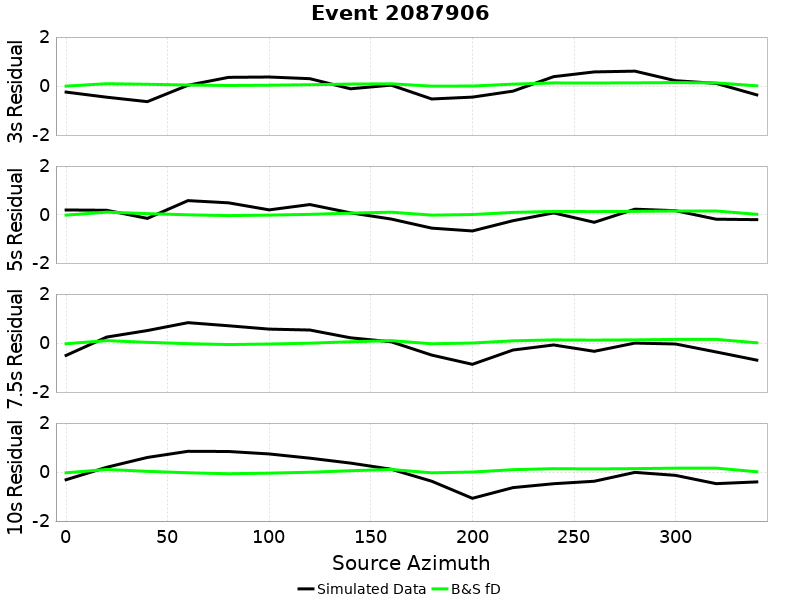 Event 2087906
3s Residual
2
0
-2
5s Residual
2
0
-2
7.5s Residual
2
0
-2
10s Residual
2
0
-2
0 50 100 150 200 250 300
Source Azimuth
Simulated Data B&S fD